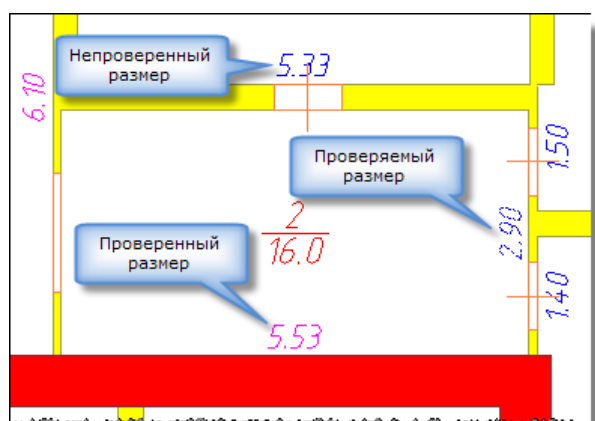 Непроверенный
размер
5.33
6.10
1.50
Проверяемый
размер
2.90
2
16.0
Проверенный
размер
1.40
5.53